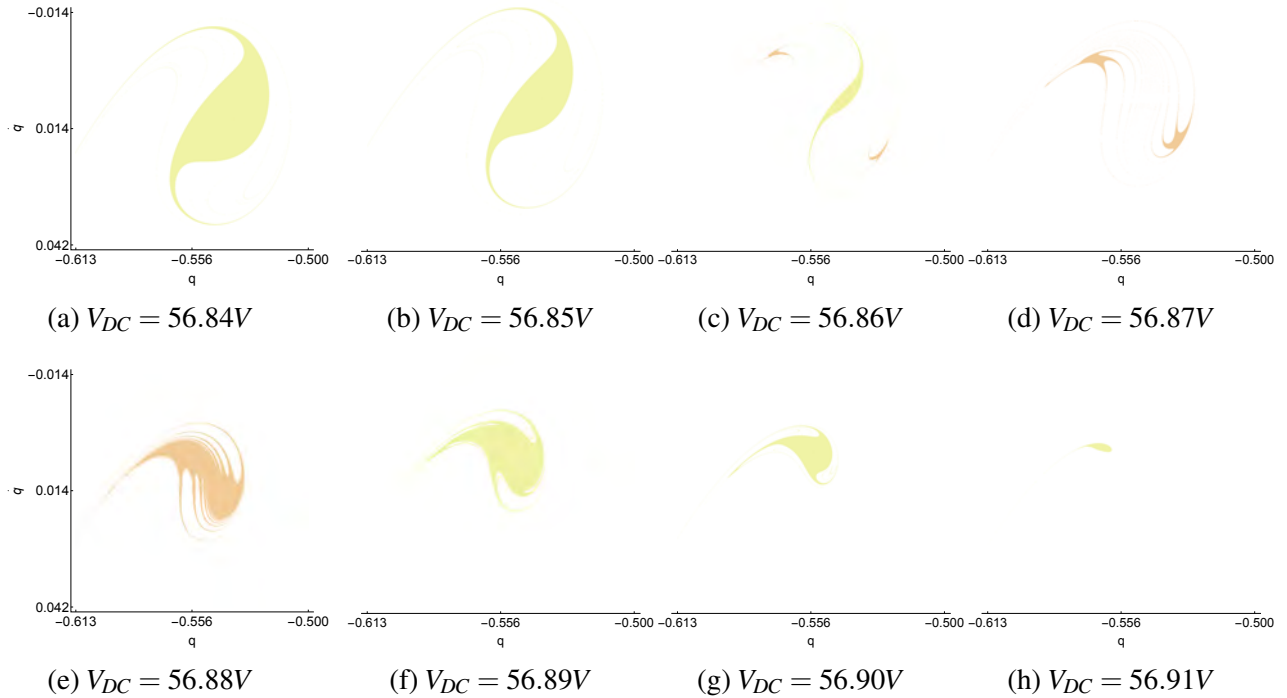 -0.014
0.014
0.042
q̇
-0.613
-0.556
-0.500
q
-0.613
-0.556
-0.500
q
-0.613
-0.556
-0.500
q
-0.613
-0.556
-0.500
q
(a) V_DC = 56.84V
(b) V_DC = 56.85V
(c) V_DC = 56.86V
(d) V_DC = 56.87V
-0.014
0.014
0.042
q̇
-0.613
-0.556
-0.500
q
-0.613
-0.556
-0.500
q
-0.613
-0.556
-0.500
q
-0.613
-0.556
-0.500
q
(e) V_DC = 56.88V
(f) V_DC = 56.89V
(g) V_DC = 56.90V
(h) V_DC = 56.91V